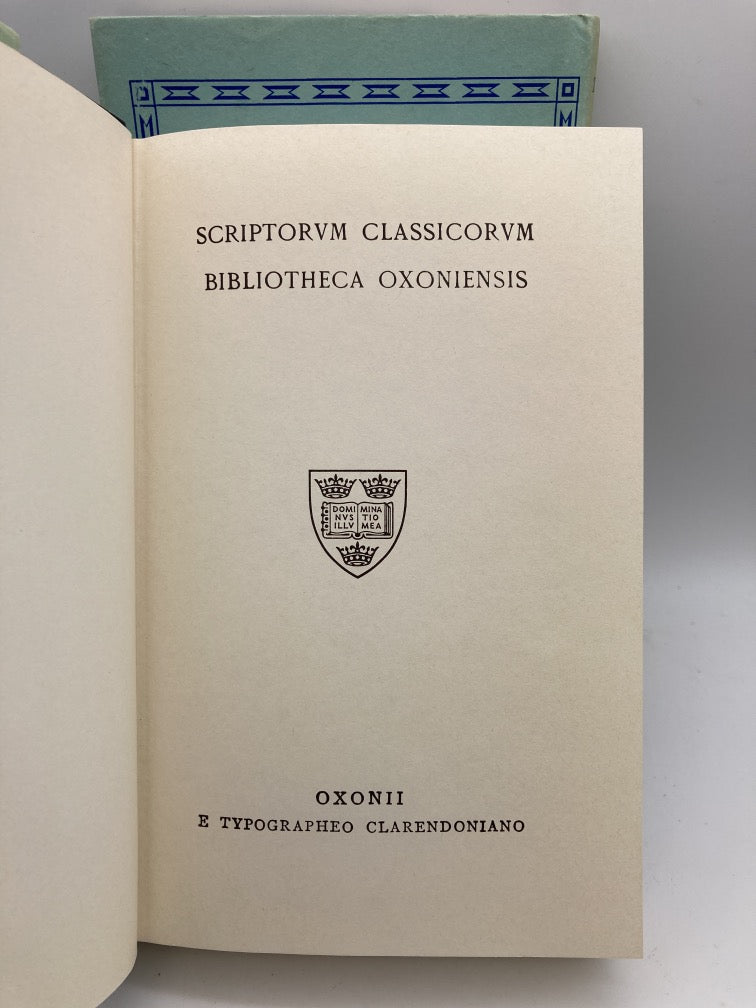 SCRIPTORVM CLASSICORVM
BIBLIOTHECA OXONIENSIS
DOMI MINA
NVS TIO
ILLV MEA
OXONII
E TYPOGRAPHEO CLARENDONIANO